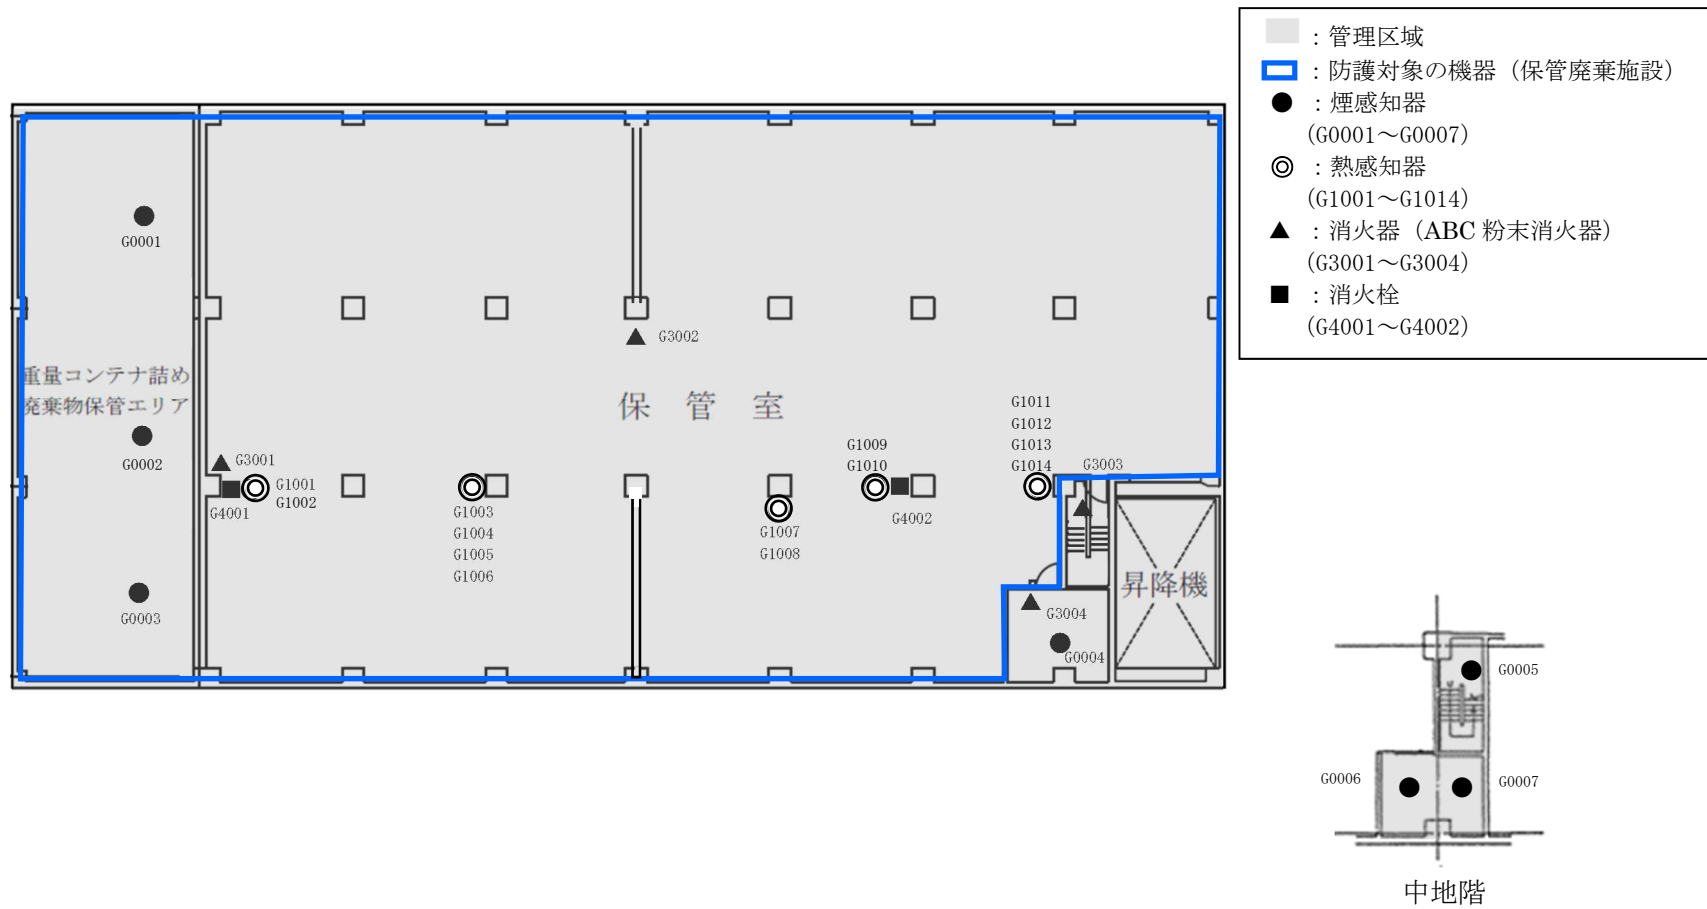 ：管理区域
：防護対象の機器（保管廃棄施設）
：煙感知器
（G0001～G0007）
：熱感知器
（G1001～G1014）
：消火器（ABC 粉末消火器）
（G3001～G3004）
：消火栓
（G4001～G4002）
G0001
G3002
重量コンテナ詰め
廃棄物保管エリア
保　管　室
G0002
G3001
G1001
G1002
G4001
G1003
G1004
G1005
G1006
G1007
G1008
G1009
G1010
G4002
G1011
G1012
G1013
G1014
G3003
昇降機
G0003
G3004
G0004
G0005
G0006
G0007
中地階